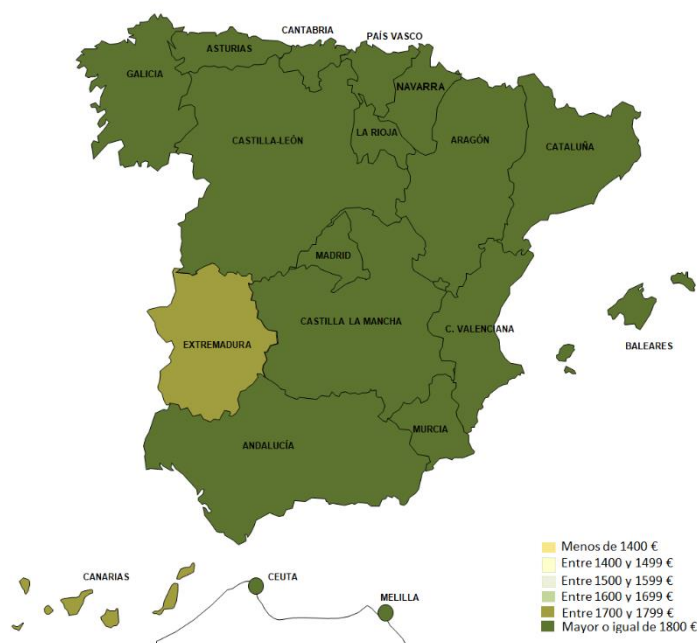 CANTABRIA
PAÍS VASCO
ASTURIAS
GALICIA
NAVARRA
LA RIOJA
CASTILLA-LEÓN
ARAGÓN
CATALUÑA
MADRID
CASTILLA LA MANCHA
C. VALENCIANA
EXTREMADURA
BALEARES
MURCIA
ANDALUCÍA
CANARIAS
CEUTA
MELILLA
Menos de 1400 €
Entre 1400 y 1499 €
Entre 1500 y 1599 €
Entre 1600 y 1699 €
Entre 1700 y 1799 €
Mayor o igual de 1800 €